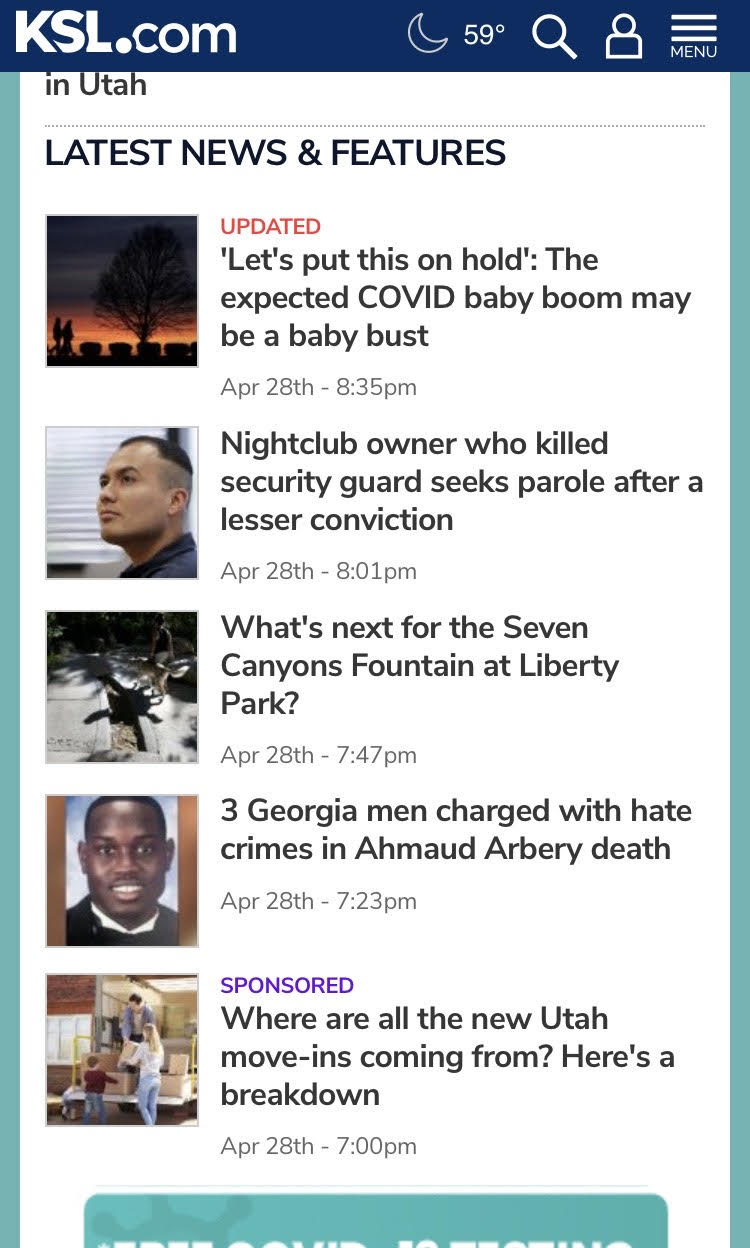 KSL.com
59°
MENU
in Utah
LATEST NEWS & FEATURES
UPDATED
'Let's put this on hold': The
expected COVID baby boom may
be a baby bust
Apr 28th - 8:35pm
Nightclub owner who killed
security guard seeks parole after a
lesser conviction
Apr 28th - 8:01pm
What's next for the Seven
Canyons Fountain at Liberty
Park?
Apr 28th - 7:47pm
3 Georgia men charged with hate
crimes in Ahmaud Arbery death
Apr 28th - 7:23pm
SPONSORED
Where are all the new Utah
move-ins coming from? Here's a
breakdown
Apr 28th - 7:00pm
*FREE COVID-19 TESTING